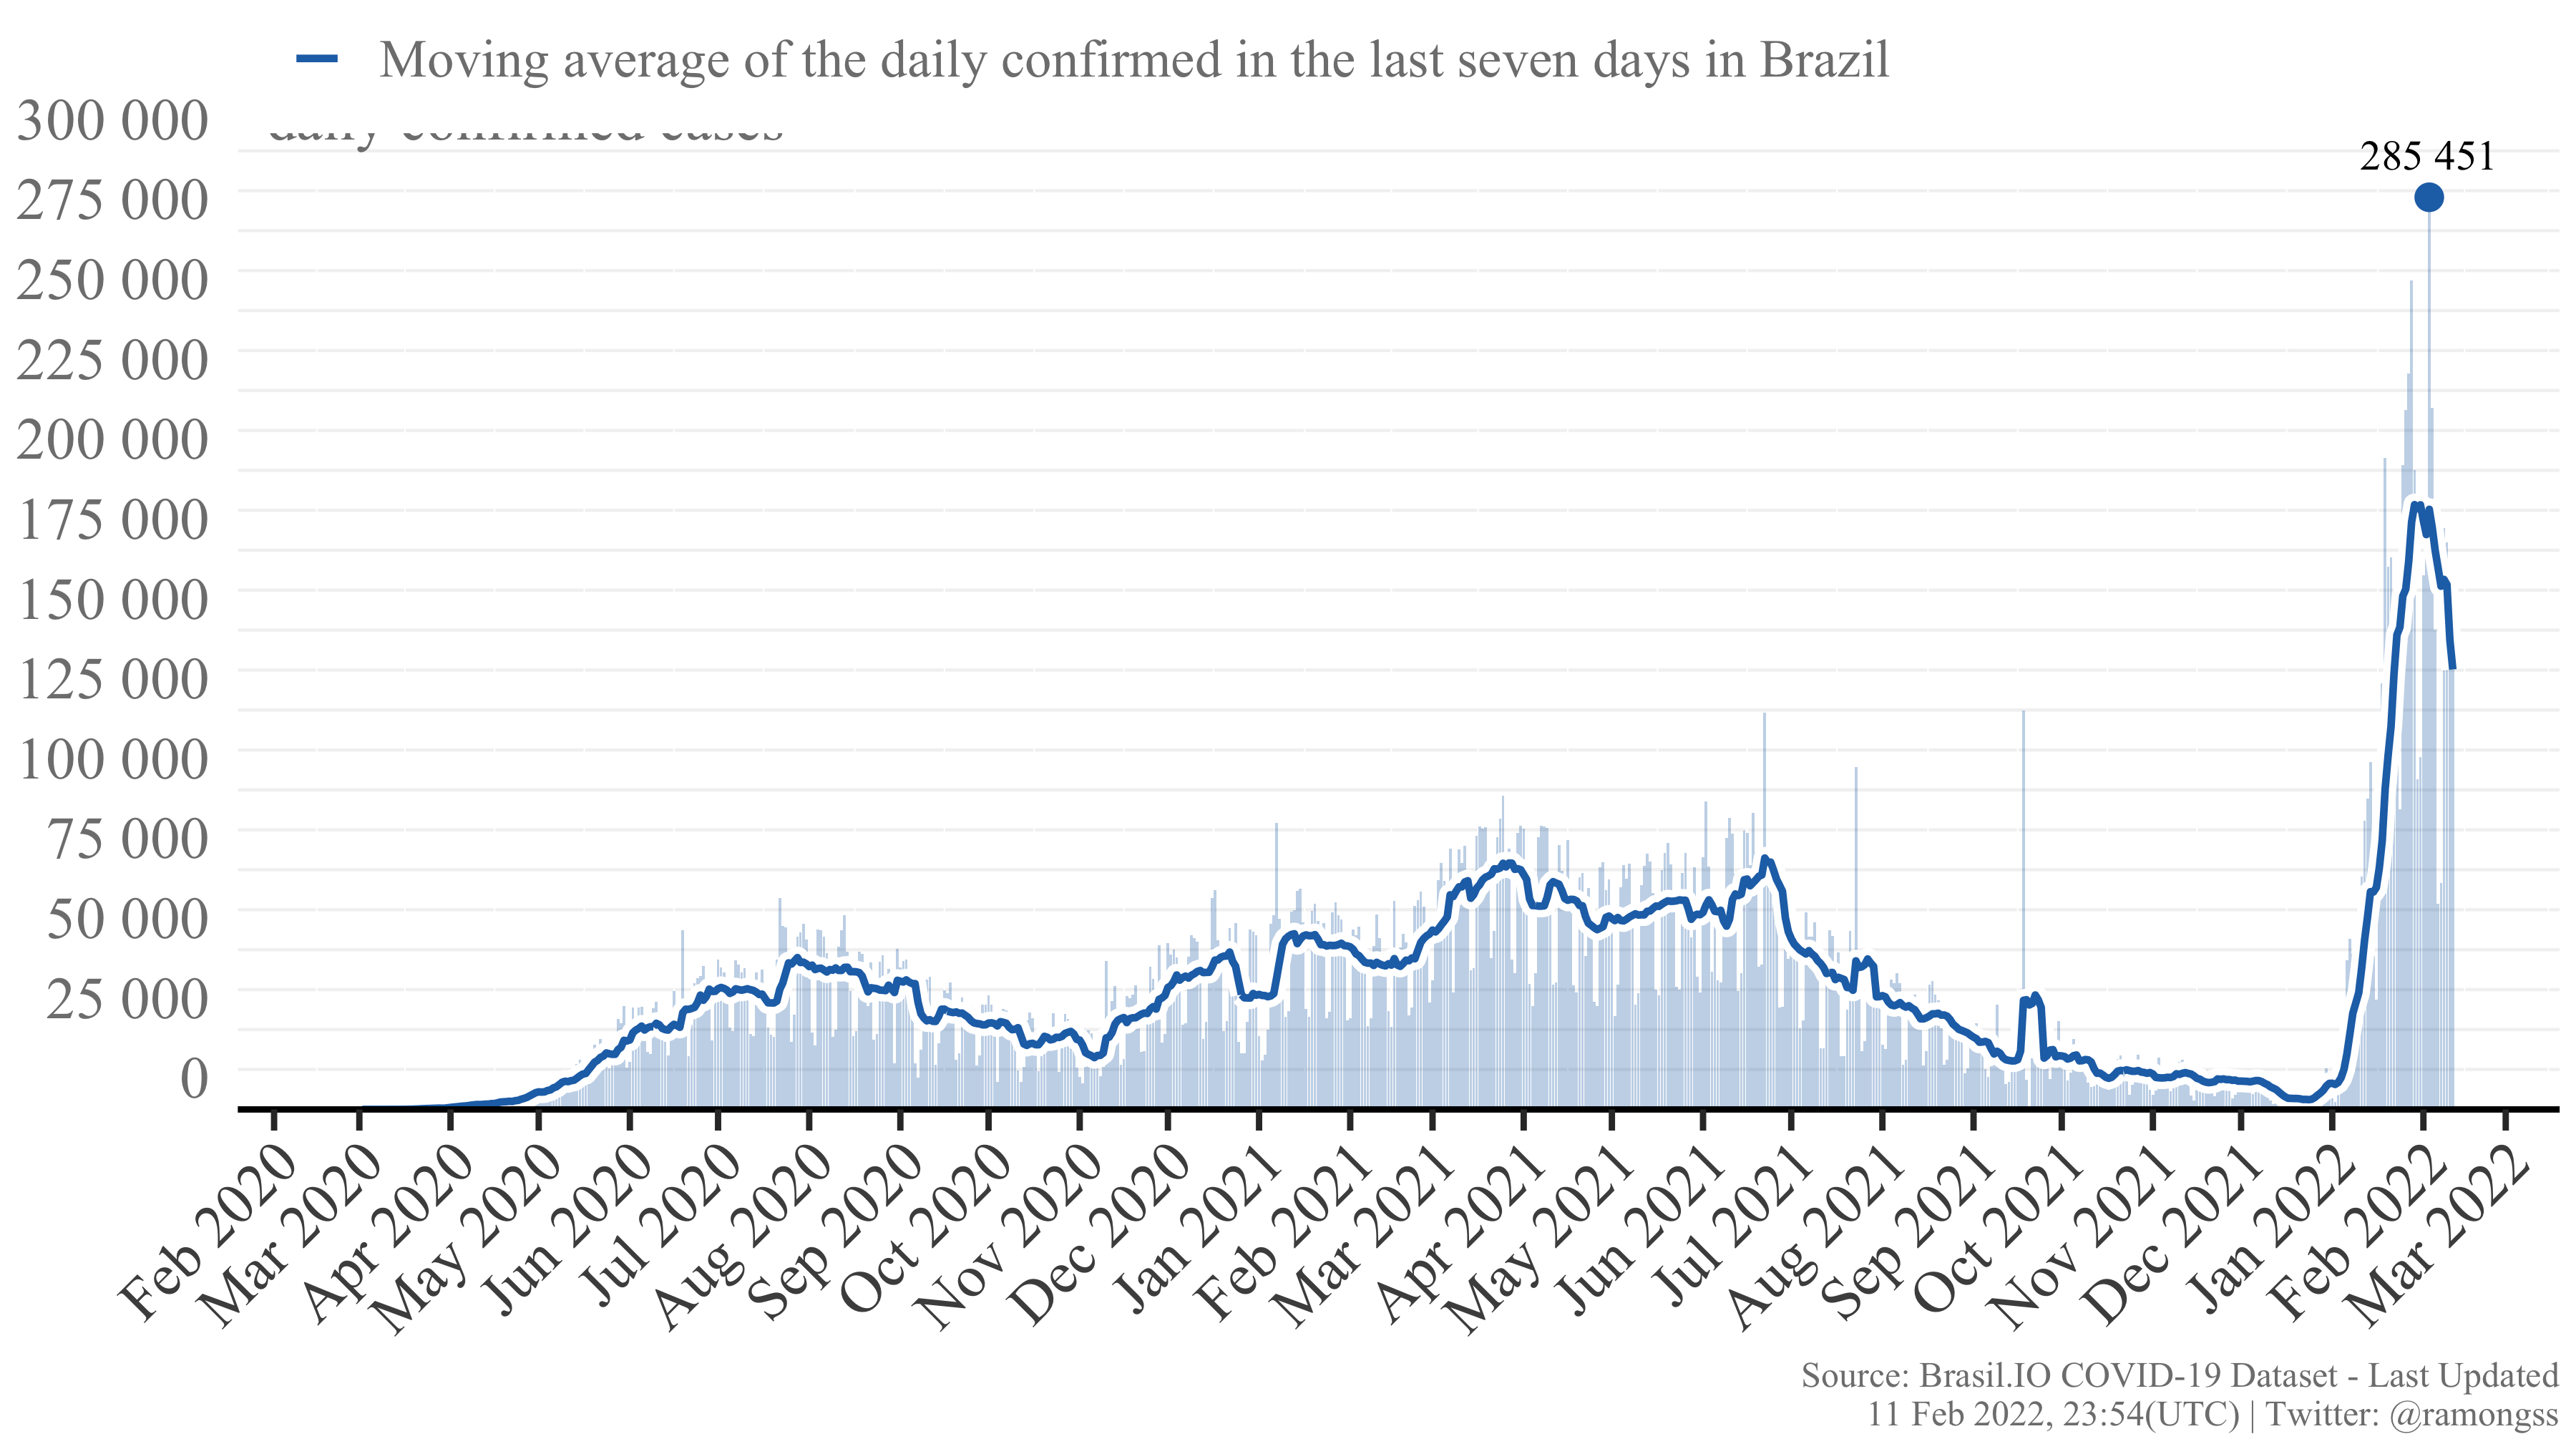 Moving average of the daily confirmed in the last seven days in Brazil
daily confirmed cases
300 000
285 451
275 000
250 000
225 000
200 000
175 000
150 000
125 000
100 000
75 000
50 000
25 000
0
Feb 2020
Mar 2020
Apr 2020
May 2020
Jun 2020
Jul 2020
Aug 2020
Sep 2020
Oct 2020
Nov 2020
Dec 2020
Jan 2021
Feb 2021
Mar 2021
Apr 2021
May 2021
Jun 2021
Jul 2021
Aug 2021
Sep 2021
Oct 2021
Nov 2021
Dec 2021
Jan 2022
Feb 2022
Mar 2022
Source: Brasil.IO COVID-19 Dataset - Last Updated
11 Feb 2022, 23:54(UTC) | Twitter: @ramongss